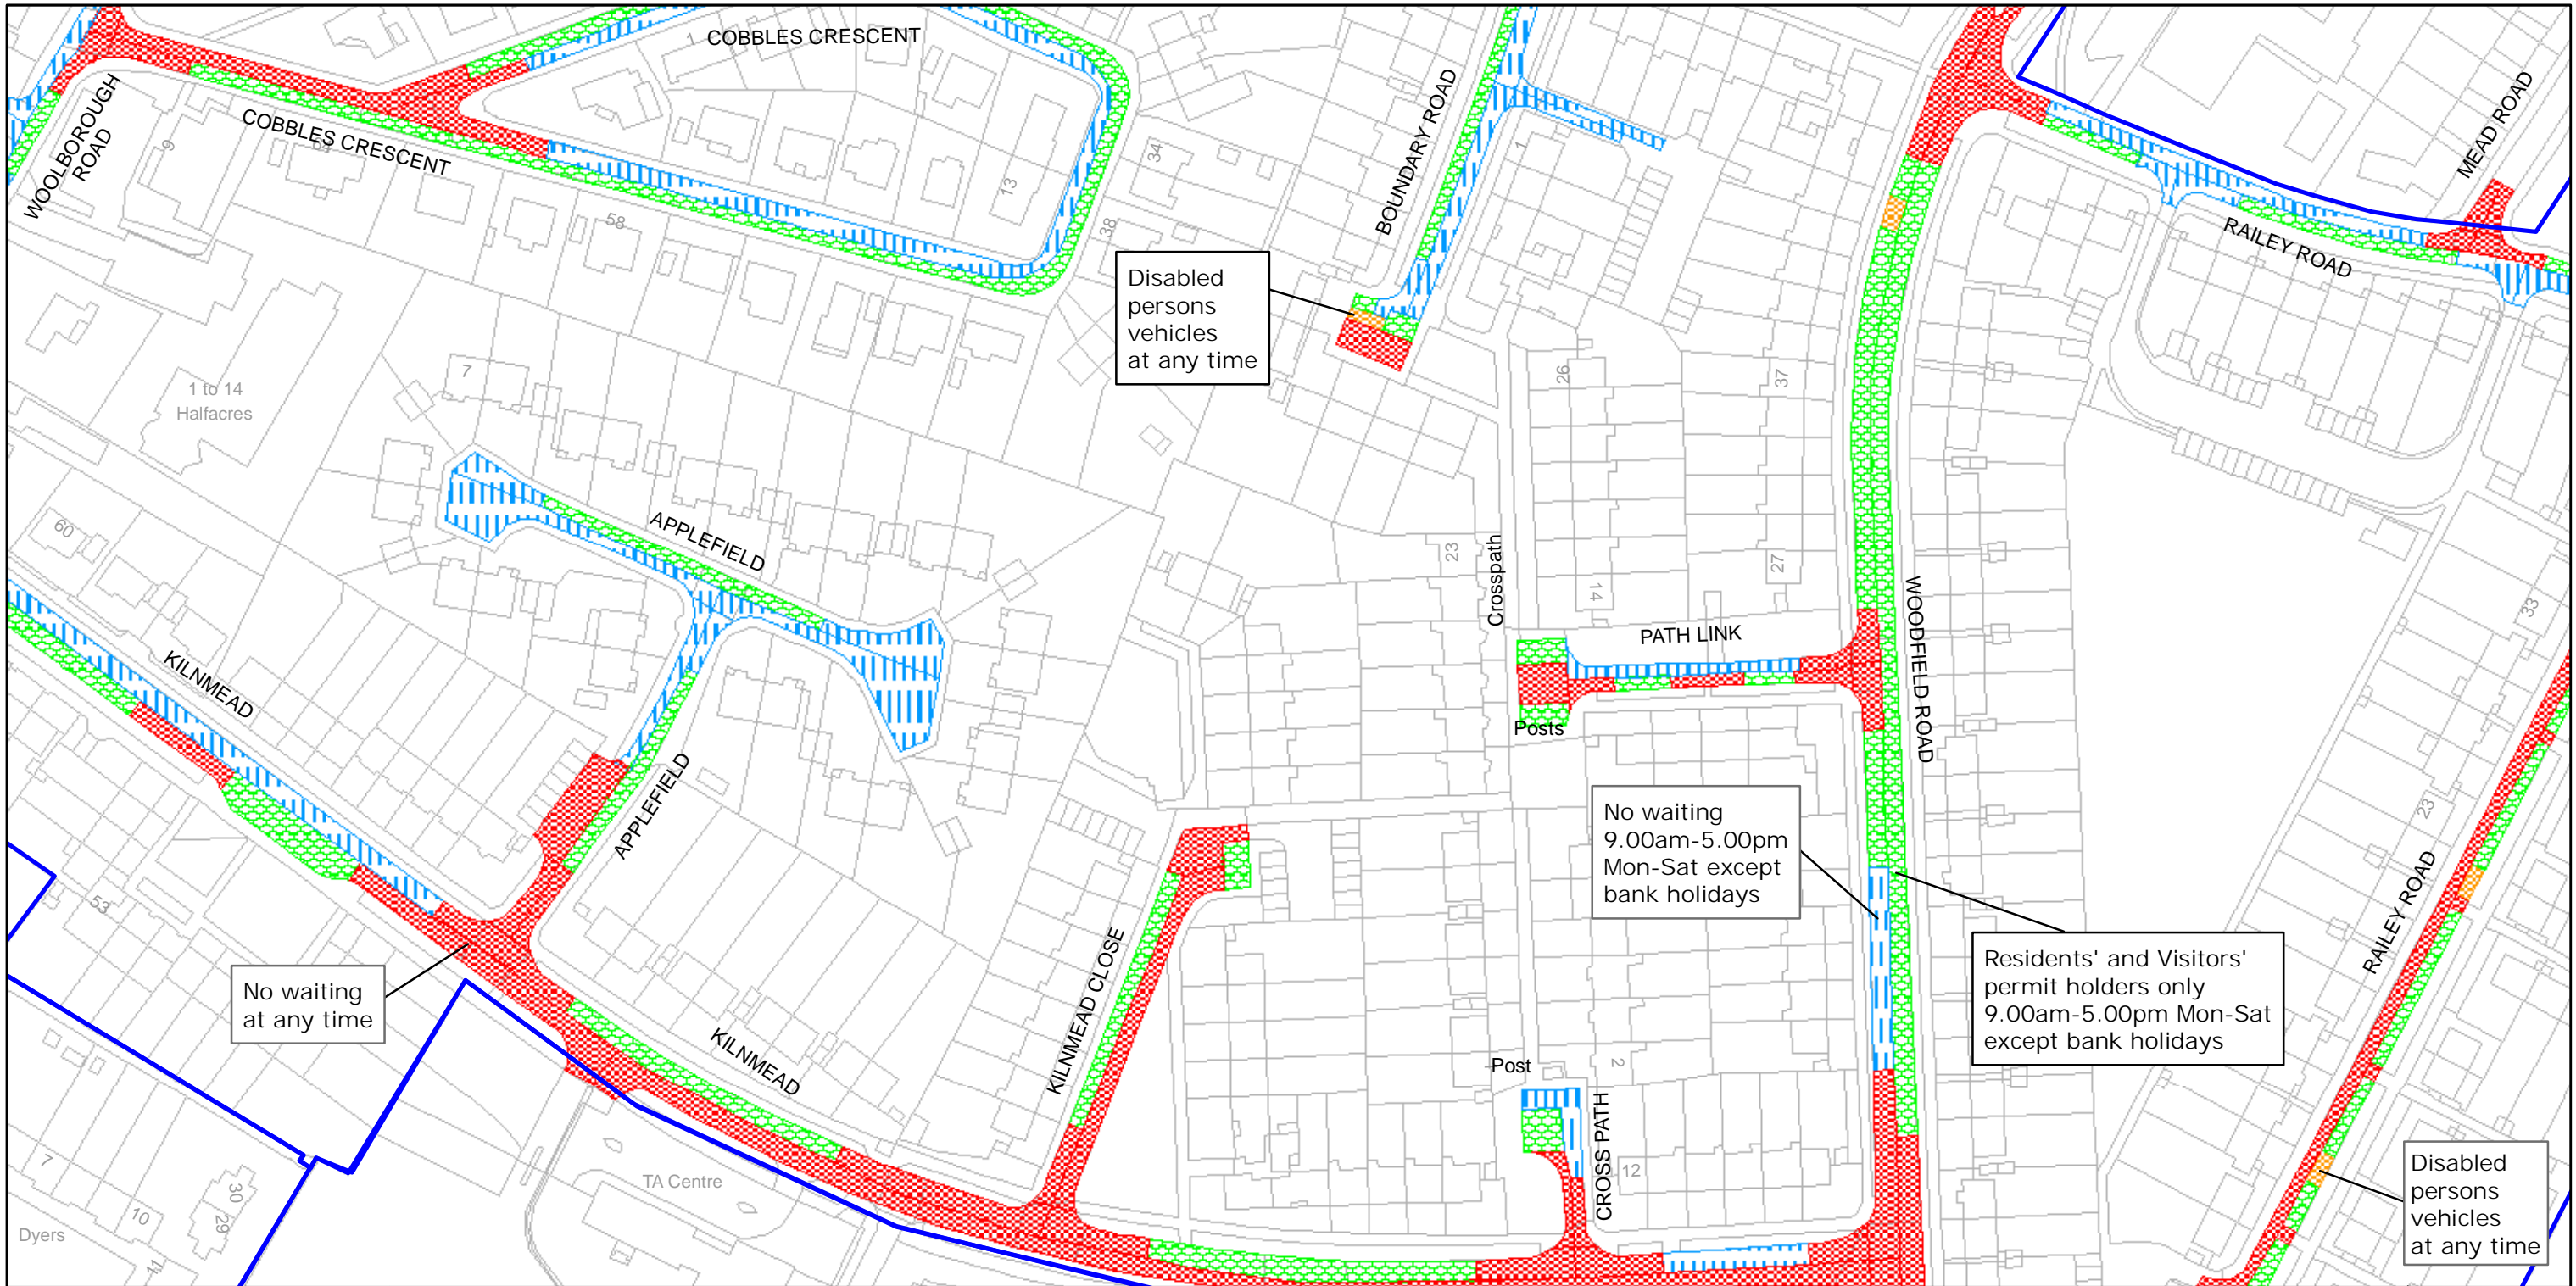 COBBLES CRESCENT
1
WOOLBOROUGH
ROAD
9
COBBLES CRESCENT
58
13
34
38
BOUNDARY ROAD
1
MEAD ROAD
RAILEY ROAD
Disabled
persons
vehicles
at any time
7
1 to 14
Halfacres
26
37
60
APPLEFIELD
23
Crosspath
14
27
PATH LINK
WOODFIELD ROAD
33
KILNMEAD
Posts
APPLEFIELD
No waiting
9.00am-5.00pm
Mon-Sat except
bank holidays
23
RAILEY ROAD
53
KILNMEAD CLOSE
Residents' and Visitors'
permit holders only
9.00am-5.00pm Mon-Sat
except bank holidays
No waiting
at any time
KILNMEAD
Post
2
CROSS PATH
12
TA Centre
7
10
30
29
Dyers
11
Disabled
persons
vehicles
at any time